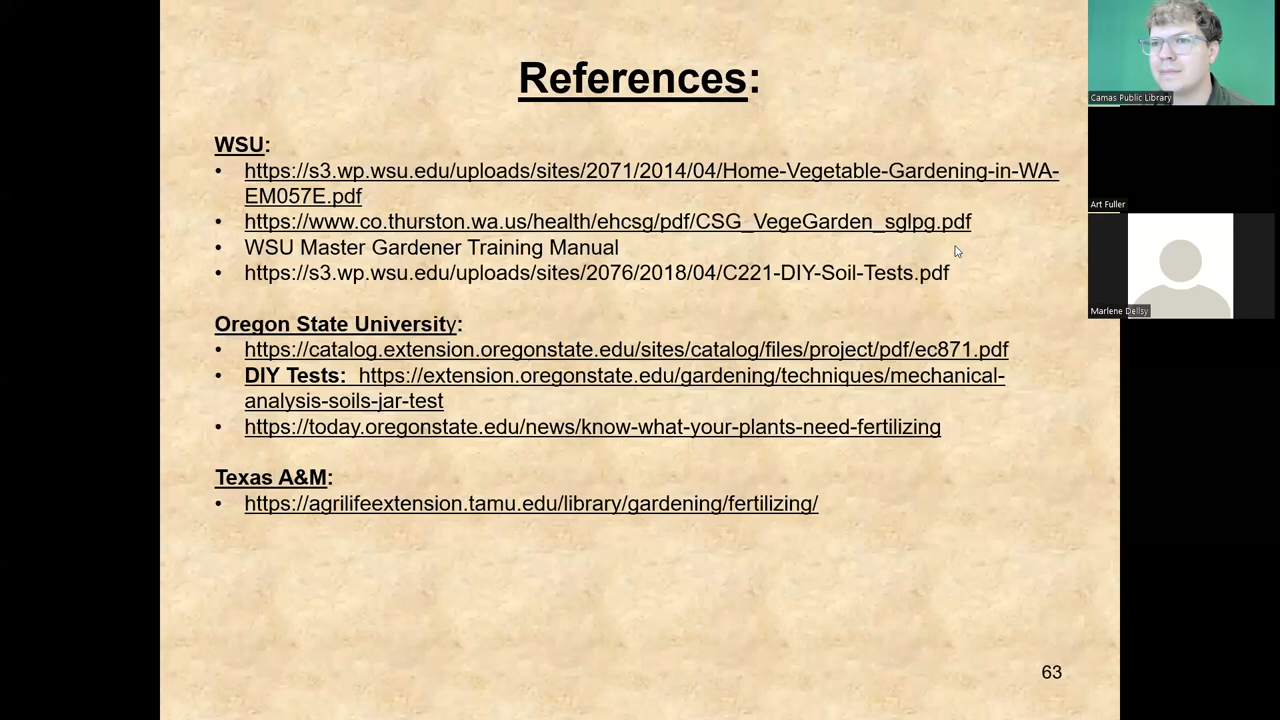 References:
WSU:
• https://s3.wp.wsu.edu/uploads/sites/2071/2014/04/Home-Vegetable-Gardening-in-WA-
EM057E.pdf
• https://www.co.thurston.wa.us/health/ehcsg/pdf/CSG_VegeGarden_sglpg.pdf
• WSU Master Gardener Training Manual
• https://s3.wp.wsu.edu/uploads/sites/2076/2018/04/C221-DIY-Soil-Tests.pdf
Oregon State University:
• https://catalog.extension.oregonstate.edu/sites/catalog/files/project/pdf/ec871.pdf
• DIY Tests: https://extension.oregonstate.edu/gardening/techniques/mechanical-
analysis-soils-jar-test
• https://today.oregonstate.edu/news/know-what-your-plants-need-fertilizing
Texas A&M:
• https://agrilifeextension.tamu.edu/library/gardening/fertilizing/
63
Camas Public Library
Art Fuller
Marlene Dellsy